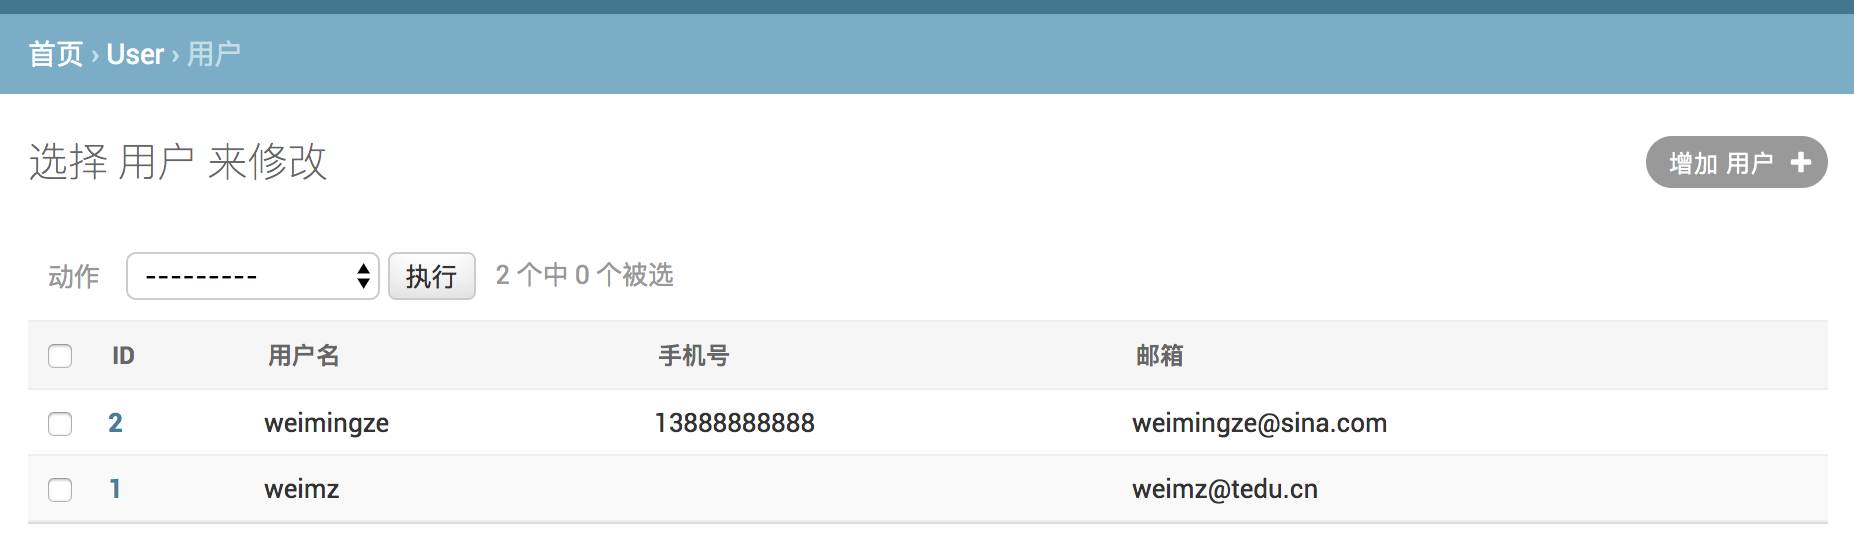 首页 › User › 用户
选择 用户 来修改
增加 用户 +
动作 --------- 执行 2 个中 0 个被选
ID 用户名 手机号 邮箱
2 weimingze 13888888888 weimingze@sina.com
1 weimz weimz@tedu.cn